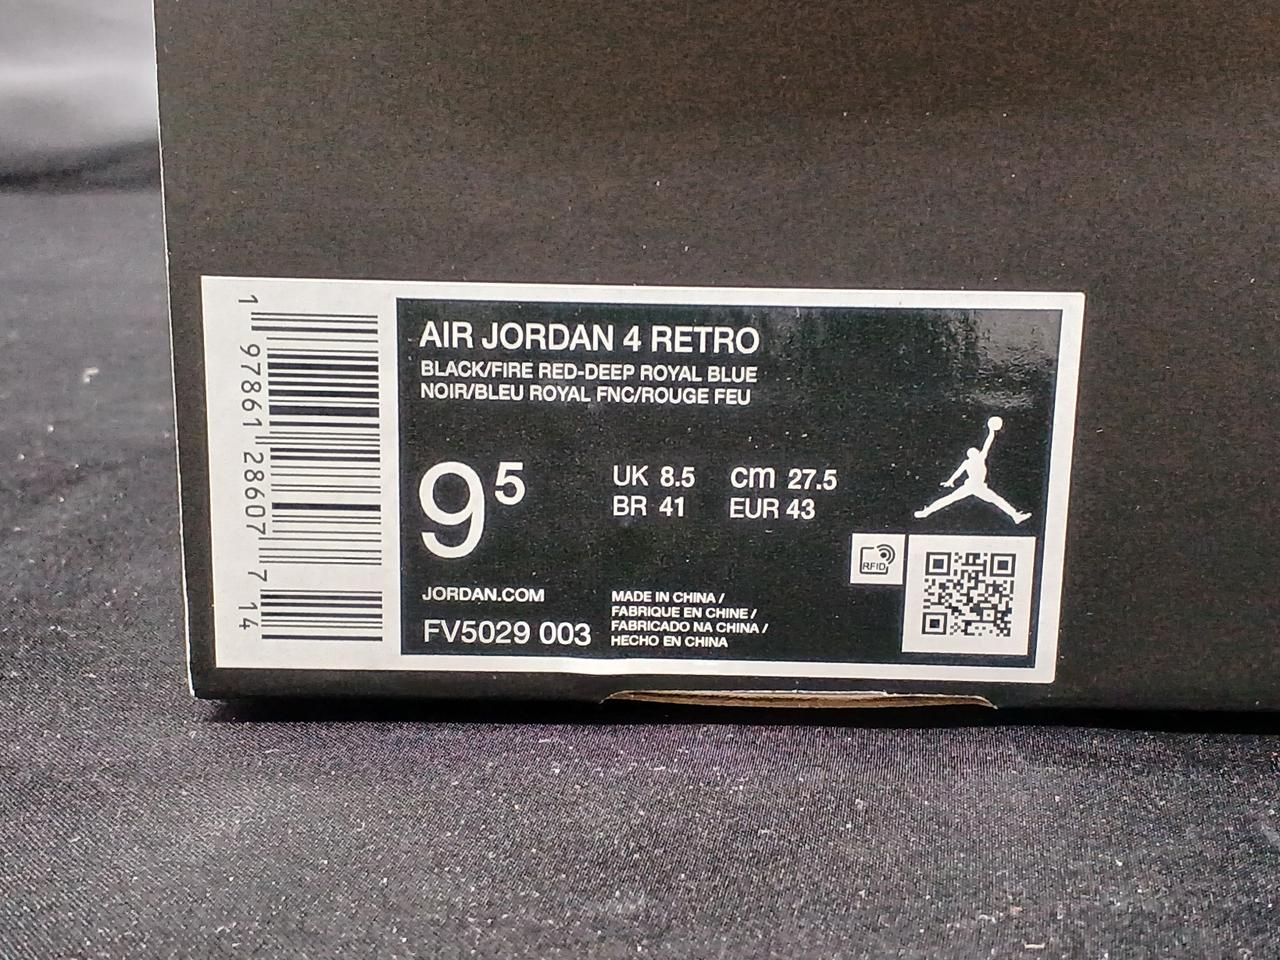 1 97861 28607 7 14
AIR JORDAN 4 RETRO
BLACK/FIRE RED-DEEP ROYAL BLUE
NOIR/BLEU ROYAL FNC/ROUGE FEU
9 5
UK 8.5 cm 27.5
BR 41 EUR 43
RFID
JORDAN.COM
FV5029 003
MADE IN CHINA /
FABRIQUE EN CHINE /
FABRICADO NA CHINA /
HECHO EN CHINA